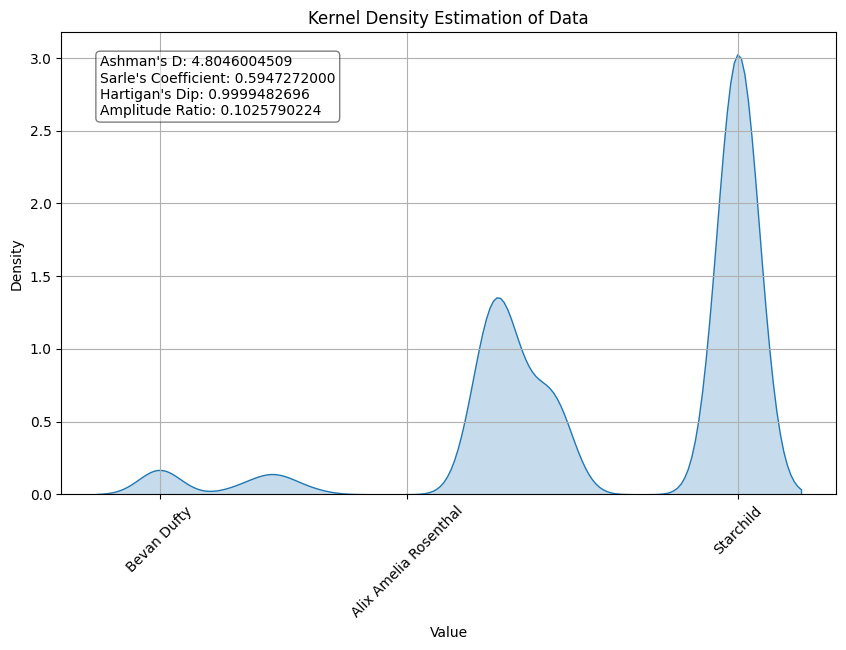 Kernel Density Estimation of Data
Ashman's D: 4.8046004509
Sarle's Coefficient: 0.5947272000
Hartigan's Dip: 0.9999482696
Amplitude Ratio: 0.1025790224
Density
3.0
2.5
2.0
1.5
1.0
0.5
0.0
Bevan Dufty
Alix Amelia Rosenthal
Starchild
Value